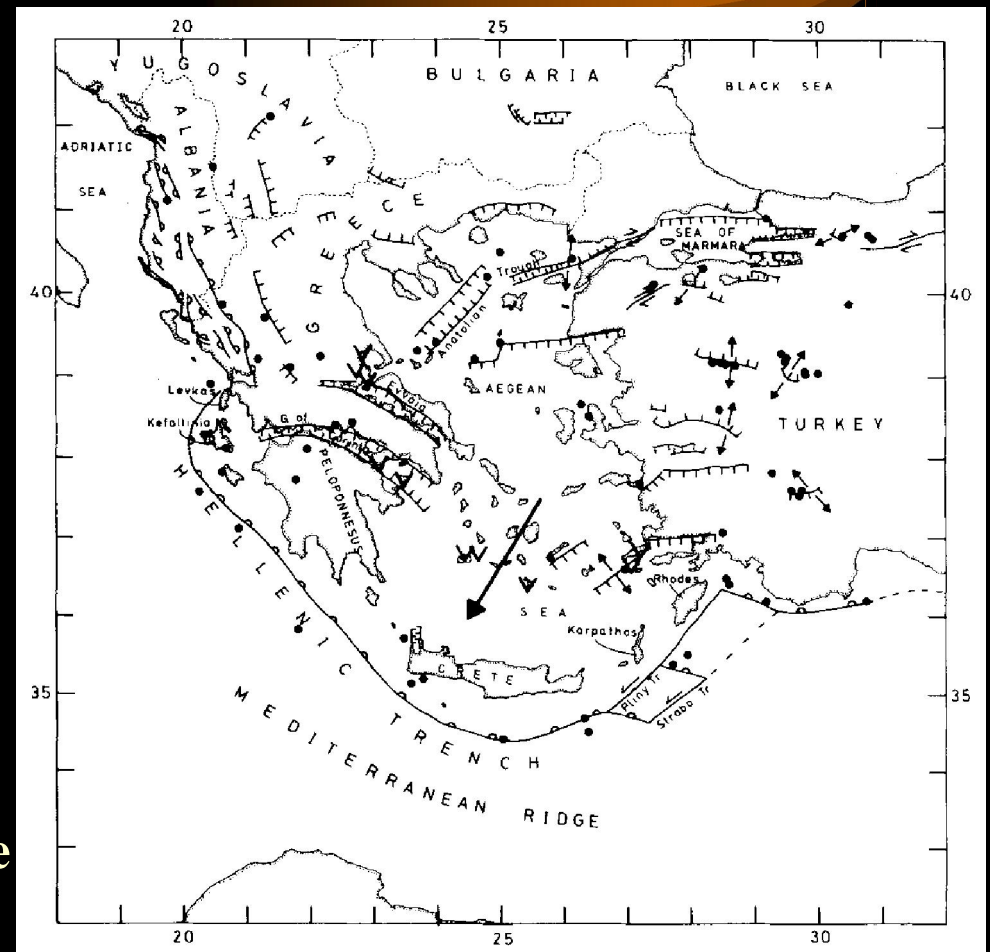 20 25 30
YUGOSLAVIA
BULGARIA
BLACK SEA
ALBANIA
ADRIATIC
SEA
GREECE
SEA OF
MARMARA
Trough
40 40
Anatolian
AEGEAN
Levkas
Evvoia
Kefallinia
G. of
TURKEY
PELOPONNESUS
HELLENIC
Rhodes
SEA
Karpathos
CRETE
35 35
Pliny Tr
Strabo Tr
TRENCH
MEDITERRANEAN RIDGE
e
20 25 30